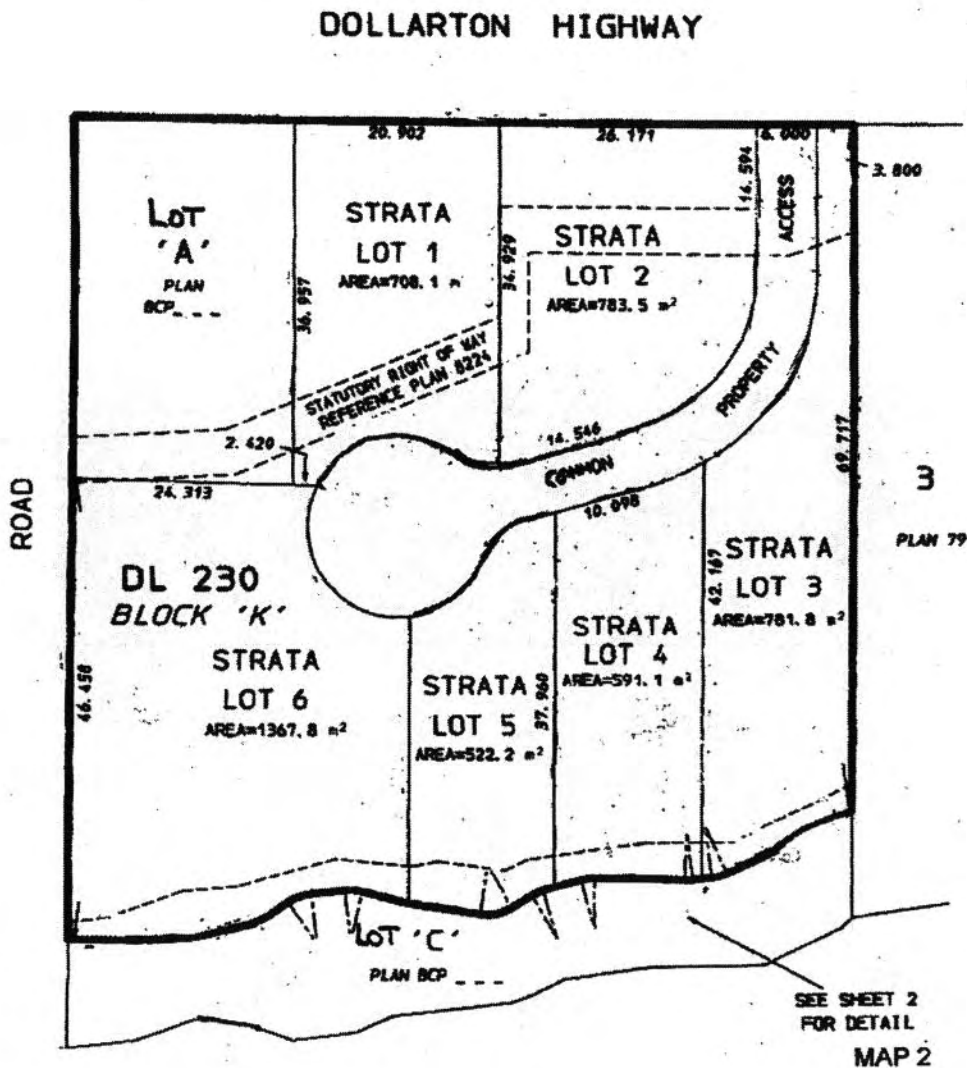 DOLLARTON HIGHWAY
20.902
26.171
6.000
3.800
14.594
ACCESS
LOT
'A'
PLAN
BCP_ _ _
STRATA
LOT 1
AREA=708.1 m
36.957
34.929
STRATA
LOT 2
AREA=783.5 m²
STATUTORY RIGHT OF WAY
REFERENCE PLAN 8224
2.420
24.313
14.546
COMMON
PROPERTY
10.098
69.717
3
PLAN 79
ROAD
DL 230
BLOCK 'K'
STRATA
LOT 3
AREA=781.8 m²
42.167
STRATA
LOT 4
AREA=591.1 m²
STRATA
LOT 6
AREA=1367.8 m²
46.458
STRATA
LOT 5
AREA=522.2 m²
37.960
LOT 'C'
PLAN BCP _ _ _
SEE SHEET 2
FOR DETAIL
MAP 2